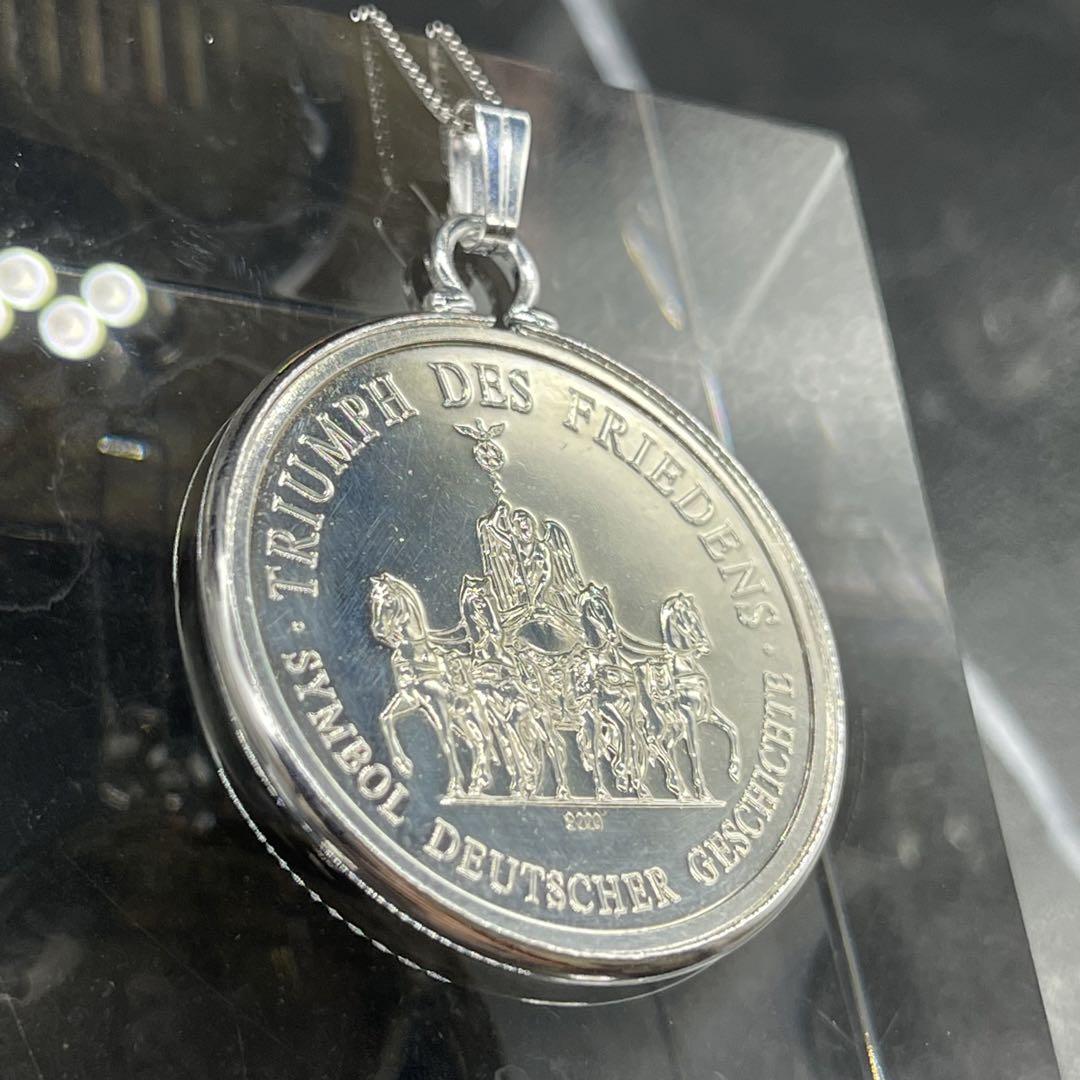 · TRIUMPH DES FRIEDENS ·
SYMBOL DEUTSCHER GESCHICHTE